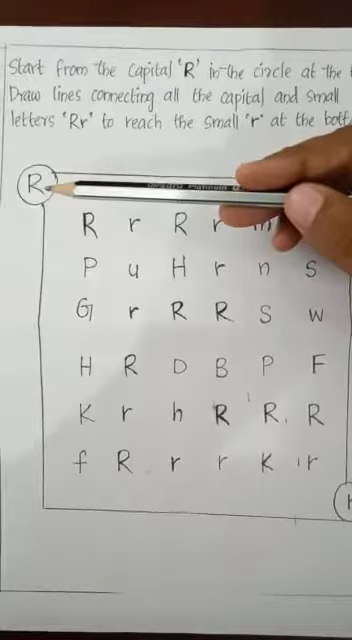 Start from the Capital 'R' in the circle at the
Draw lines connecting all the capital and small
letters 'Rr' to reach the small 'r' at the
R
Platinum
R r R r m
P u H r n S
G r R R S w
H R D B P F
K r h R R R
f R r r K r